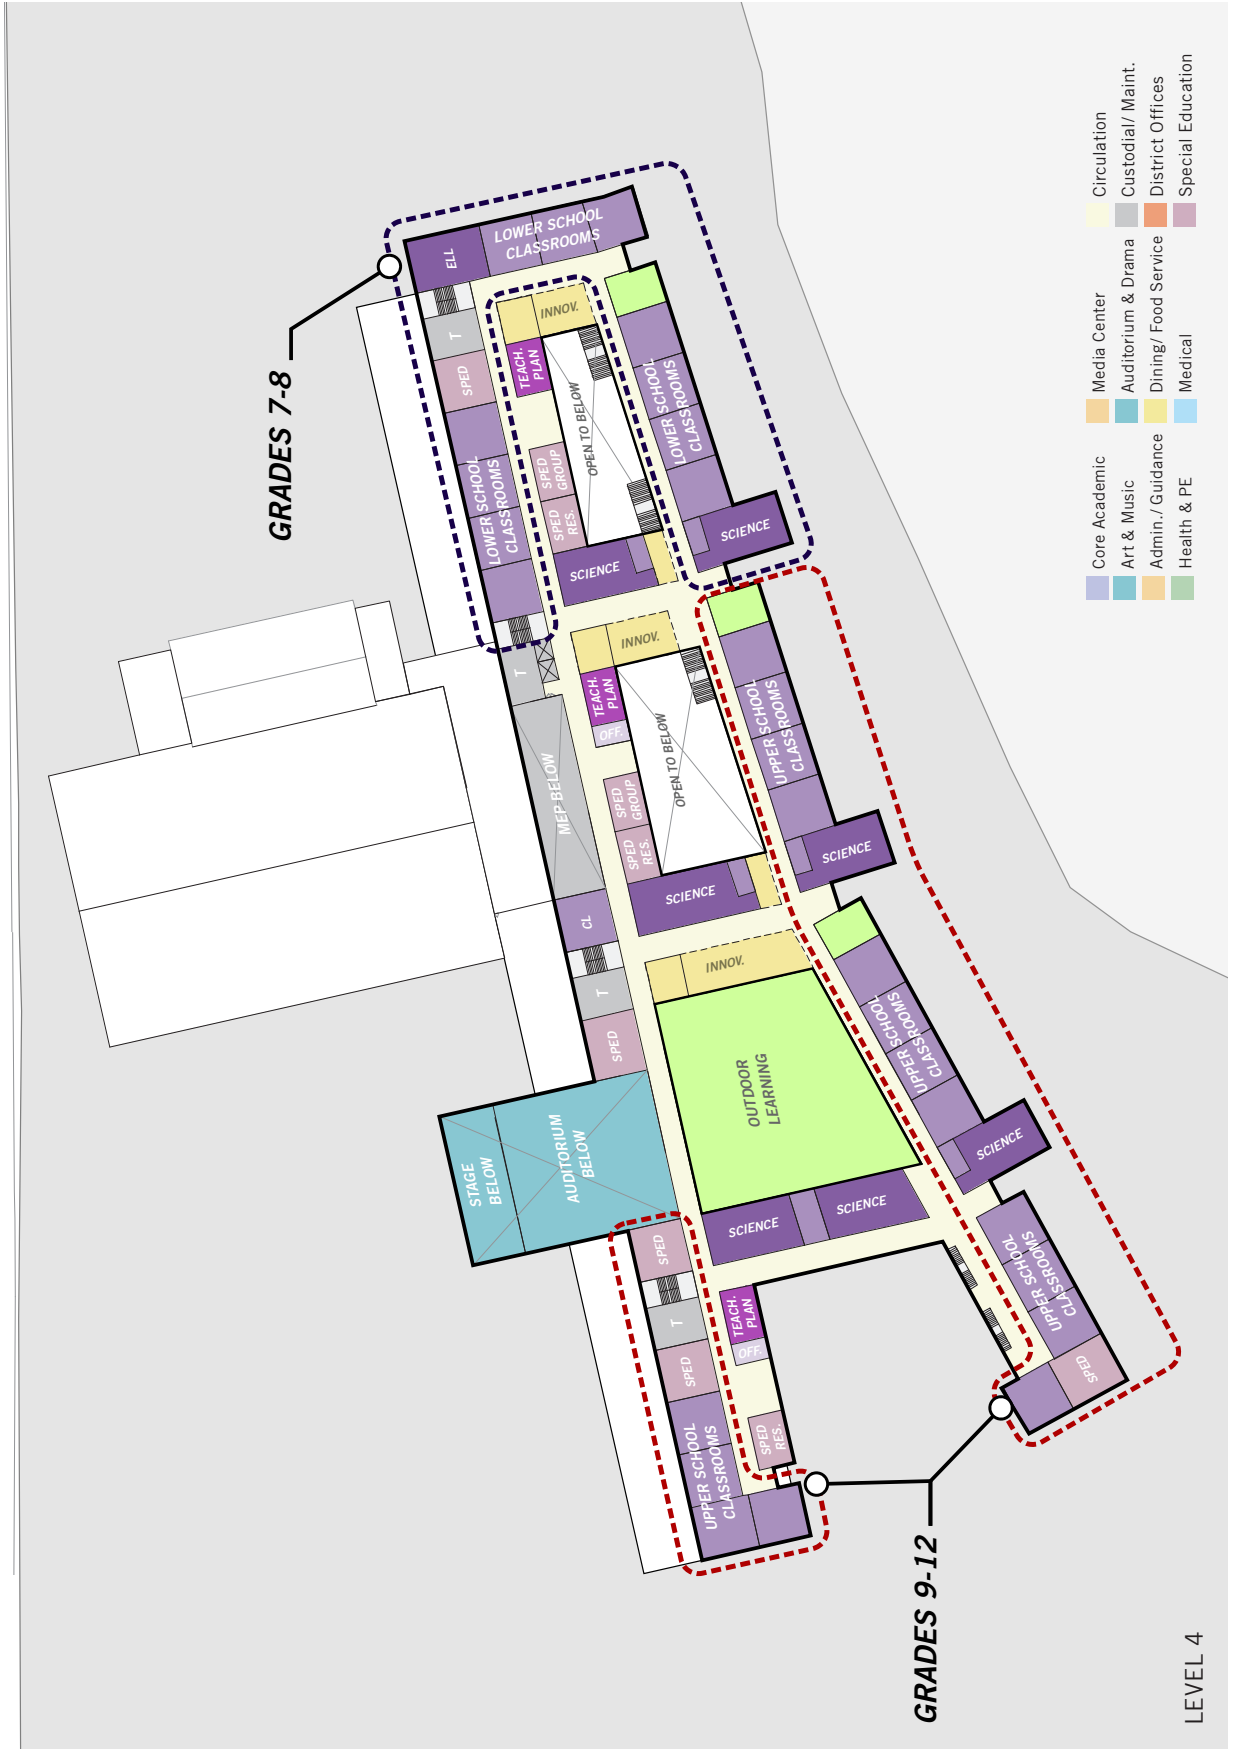 GRADES 7-8
GRADES 9-12
ELL
LOWER SCHOOL
CLASSROOMS
T
SPED
INNOV.
TEACH.
PLAN
OPEN TO BELOW
LOWER SCHOOL
CLASSROOMS
LOWER SCHOOL
CLASSROOMS
SPED
GROUP
SPED
RES.
SCIENCE
SCIENCE
T
INNOV.
TEACH.
PLAN
OFF.
OPEN TO BELOW
UPPER SCHOOL
CLASSROOMS
MEP BELOW
SPED
GROUP
SPED
RES.
SCIENCE
SCIENCE
CL
T
SPED
INNOV.
OUTDOOR
LEARNING
UPPER SCHOOL
CLASSROOMS
STAGE
BELOW
AUDITORIUM
BELOW
SCIENCE
SCIENCE
SCIENCE
SPED
T
SPED
TEACH.
PLAN
OFF.
UPPER SCHOOL
CLASSROOMS
SPED
RES.
UPPER SCHOOL
CLASSROOMS
SPED
Core Academic
Art & Music
Admin./ Guidance
Health & PE
Media Center
Auditorium & Drama
Dining/ Food Service
Medical
Circulation
Custodial/ Maint.
District Offices
Special Education
LEVEL 4